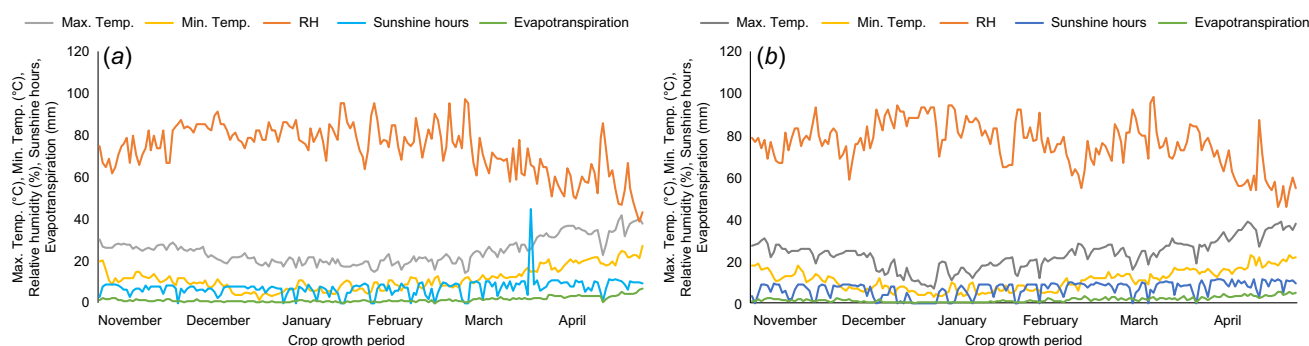 Max. Temp. Min. Temp. RH Sunshine hours Evapotranspiration
(a)
Max. Temp. (°C), Min. Temp. (°C),
Relative humidity (%), Sunshine hours,
Evapotranspiration (mm)
120
100
80
60
40
20
0
November December January February March April
Crop growth period
Max. Temp. Min. Temp. RH Sunshine hours Evapotranspiration
(b)
Max. Temp. (°C), Min. Temp. (°C),
Relative humidity (%), Sunshine hours,
Evapotranspiration (mm)
120
100
80
60
40
20
0
November December January February March April
Crop growth period